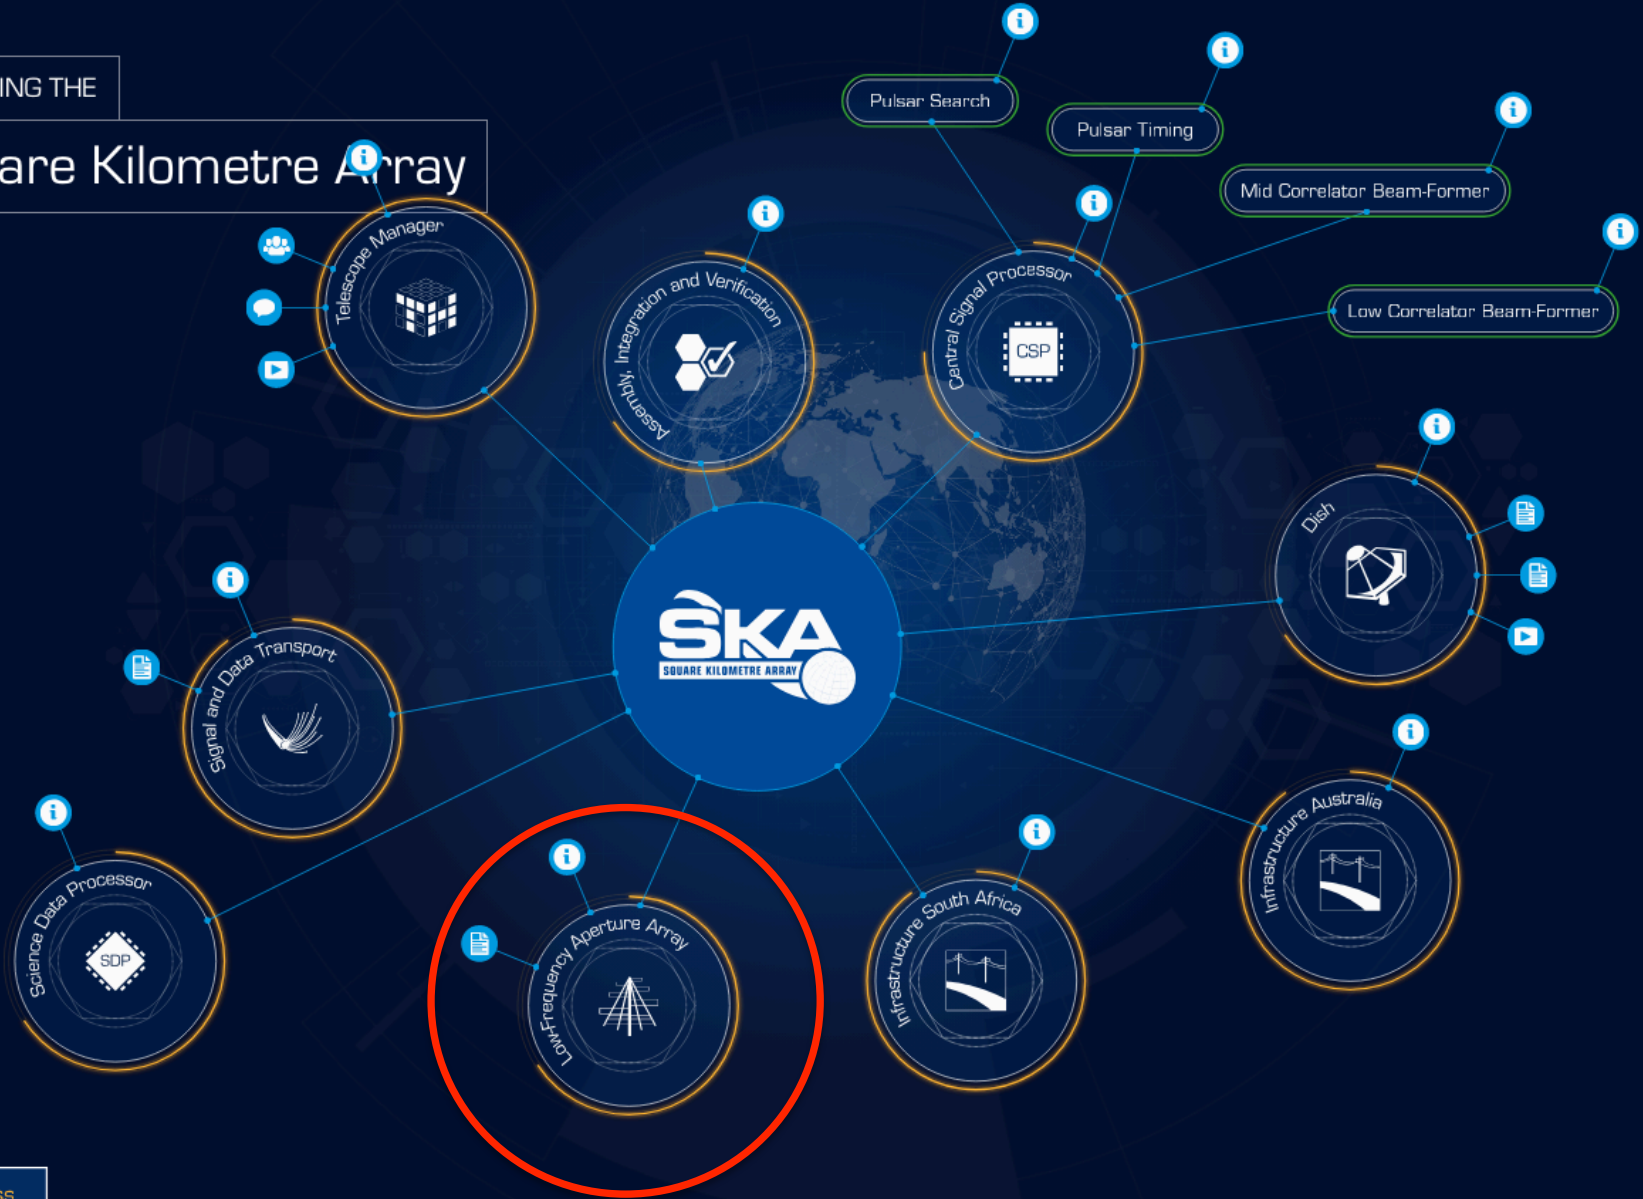 ING THE
are Kilometre Array
Pulsar Search
Pulsar Timing
Mid Correlator Beam-Former
Low Correlator Beam-Former
Telescope Manager
Assembly, Integration and Verification
Central Signal Processor
CSP
Dish
SKA
SQUARE KILOMETRE ARRAY
Signal and Data Transport
Infrastructure Australia
Science Data Processor
SDP
Low-Frequency Aperture Array
Infrastructure South Africa